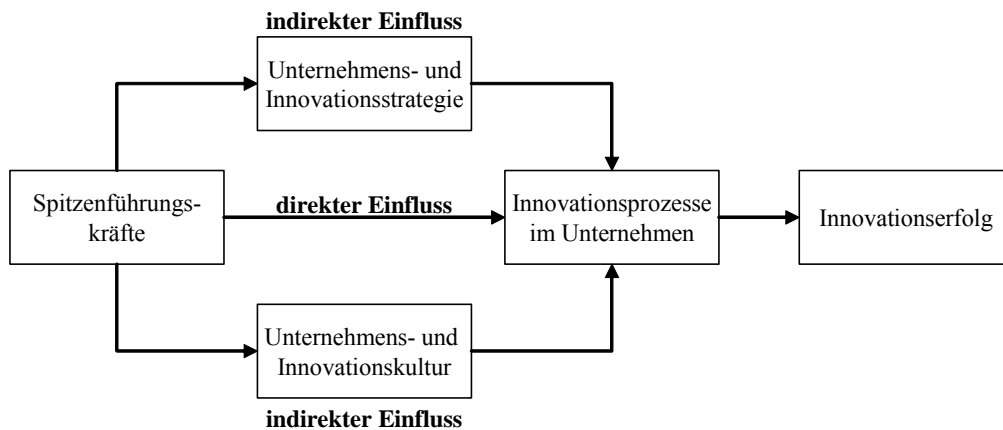 indirekter Einfluss
Unternehmens- und
Innovationsstrategie
Spitzenführungs-
kräfte
direkter Einfluss
Innovationsprozesse
im Unternehmen
Innovationserfolg
Unternehmens- und
Innovationskultur
indirekter Einfluss